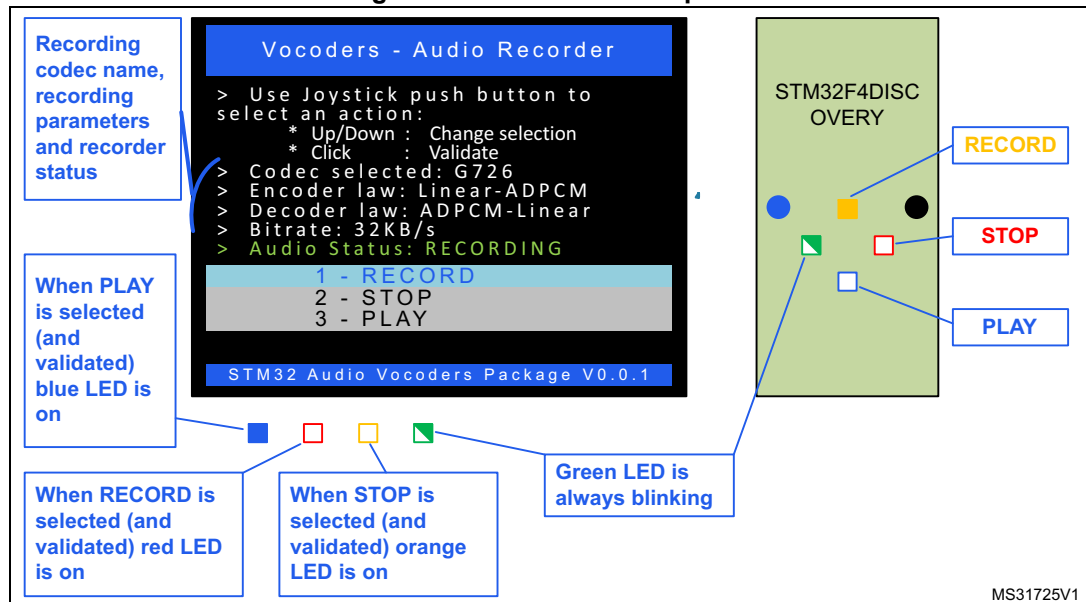 Recording
codec name,
recording
parameters
and recorder
status
Vocoders - Audio Recorder
> Use Joystick push button to
select an action:
* Up/Down : Change selection
* Click : Validate
> Codec selected: G726
> Encoder law: Linear-ADPCM
> Decoder law: ADPCM-Linear
> Bitrate: 32KB/s
> Audio Status: RECORDING
1 - RECORD
2 - STOP
3 - PLAY
STM32 Audio Vocoders Package V0.0.1
STM32F4DISC
OVERY
RECORD
STOP
PLAY
When PLAY
is selected
(and
validated)
blue LED is
on
When RECORD is
selected (and
validated) red LED
is on
When STOP is
selected (and
validated) orange
LED is on
Green LED is
always blinking
MS31725V1